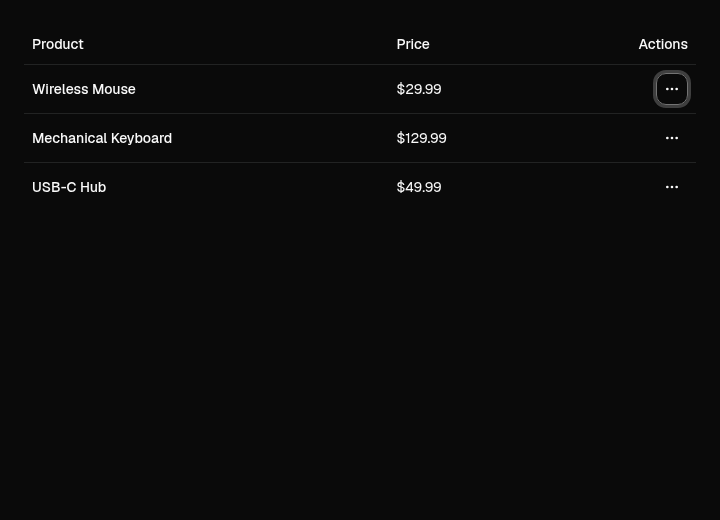 Product Price Actions
Wireless Mouse $29.99
Mechanical Keyboard $129.99
USB-C Hub $49.99